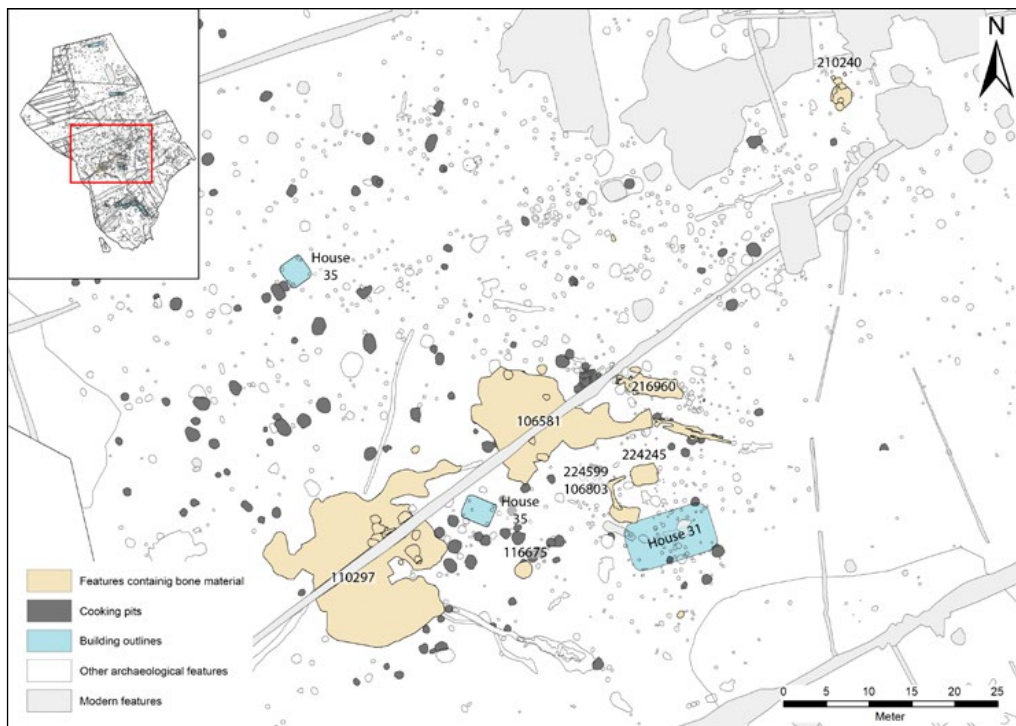 N
210240
House
35
216960
106581
224245
224599
106803
House
35
House 31
116675
110297
Features containig bone material
Cooking pits
Building outlines
Other archaeological features
Modern features
0 5 10 15 20 25
Meter